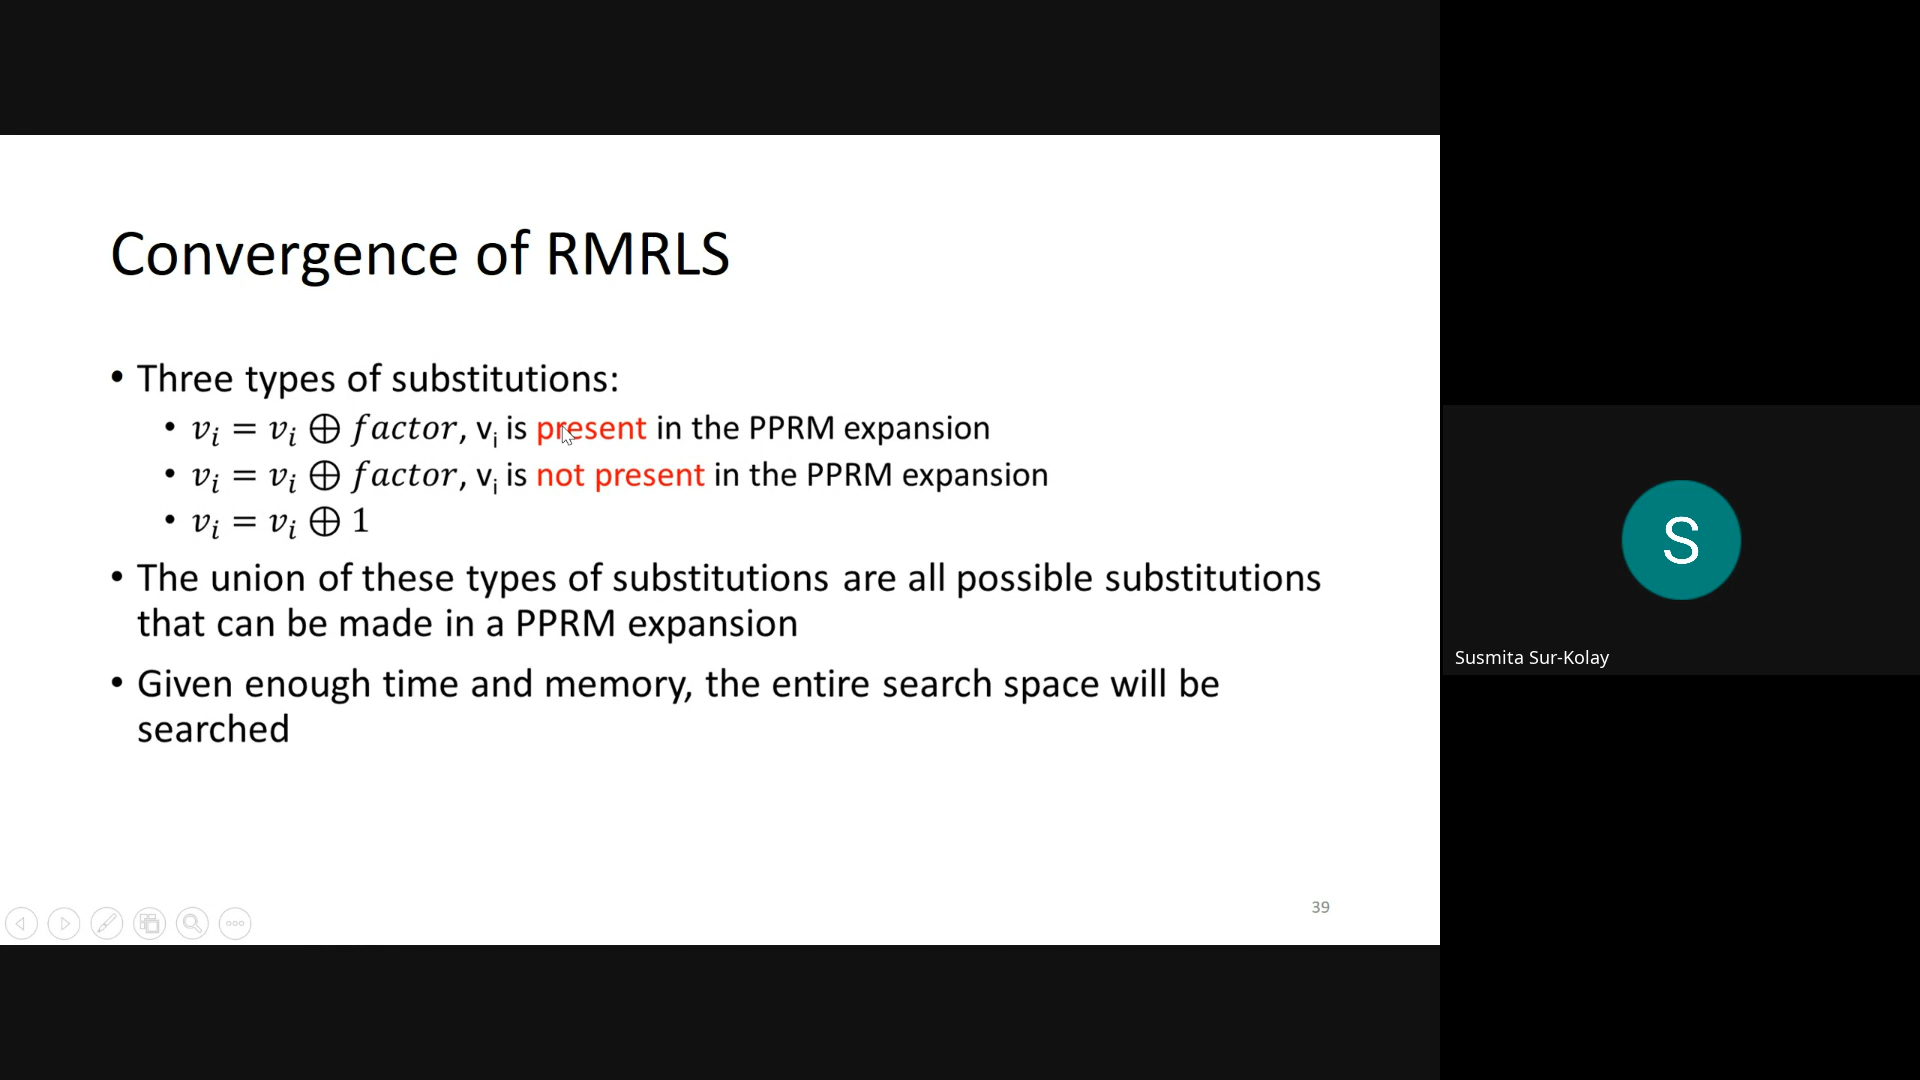 Convergence of RMRLS
• Three types of substitutions:
• vᵢ = vᵢ ⊕ factor, vᵢ is present in the PPRM expansion
• vᵢ = vᵢ ⊕ factor, vᵢ is not present in the PPRM expansion
• vᵢ = vᵢ ⊕ 1
• The union of these types of substitutions are all possible substitutions
that can be made in a PPRM expansion
• Given enough time and memory, the entire search space will be
searched
39
S
Susmita Sur-Kolay